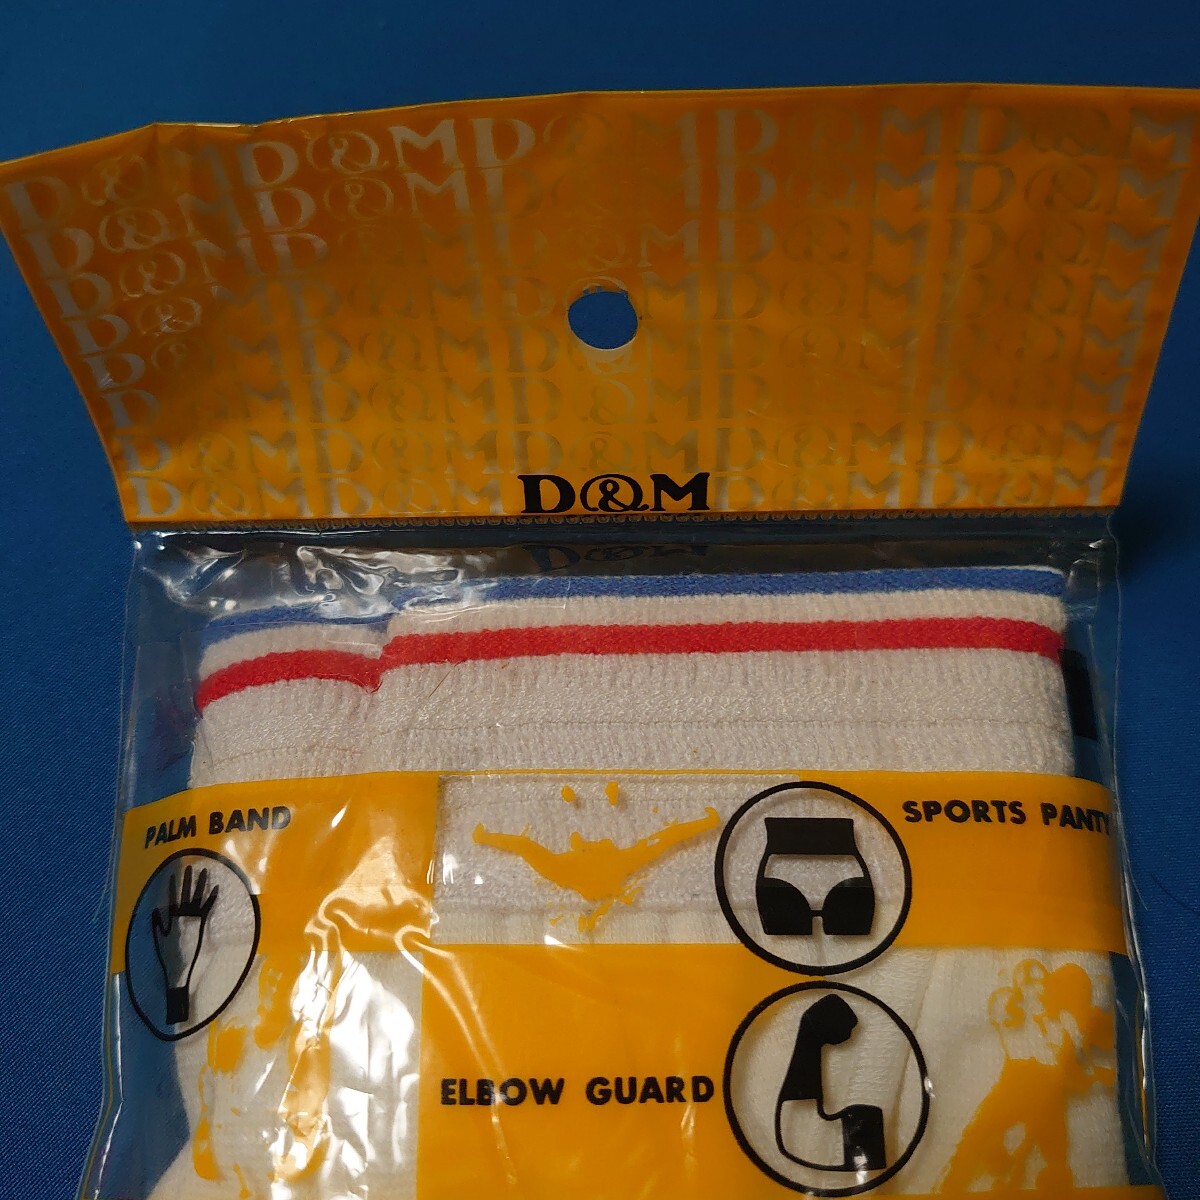 D&M
PALM BAND
SPORTS PANTY
ELBOW GUARD